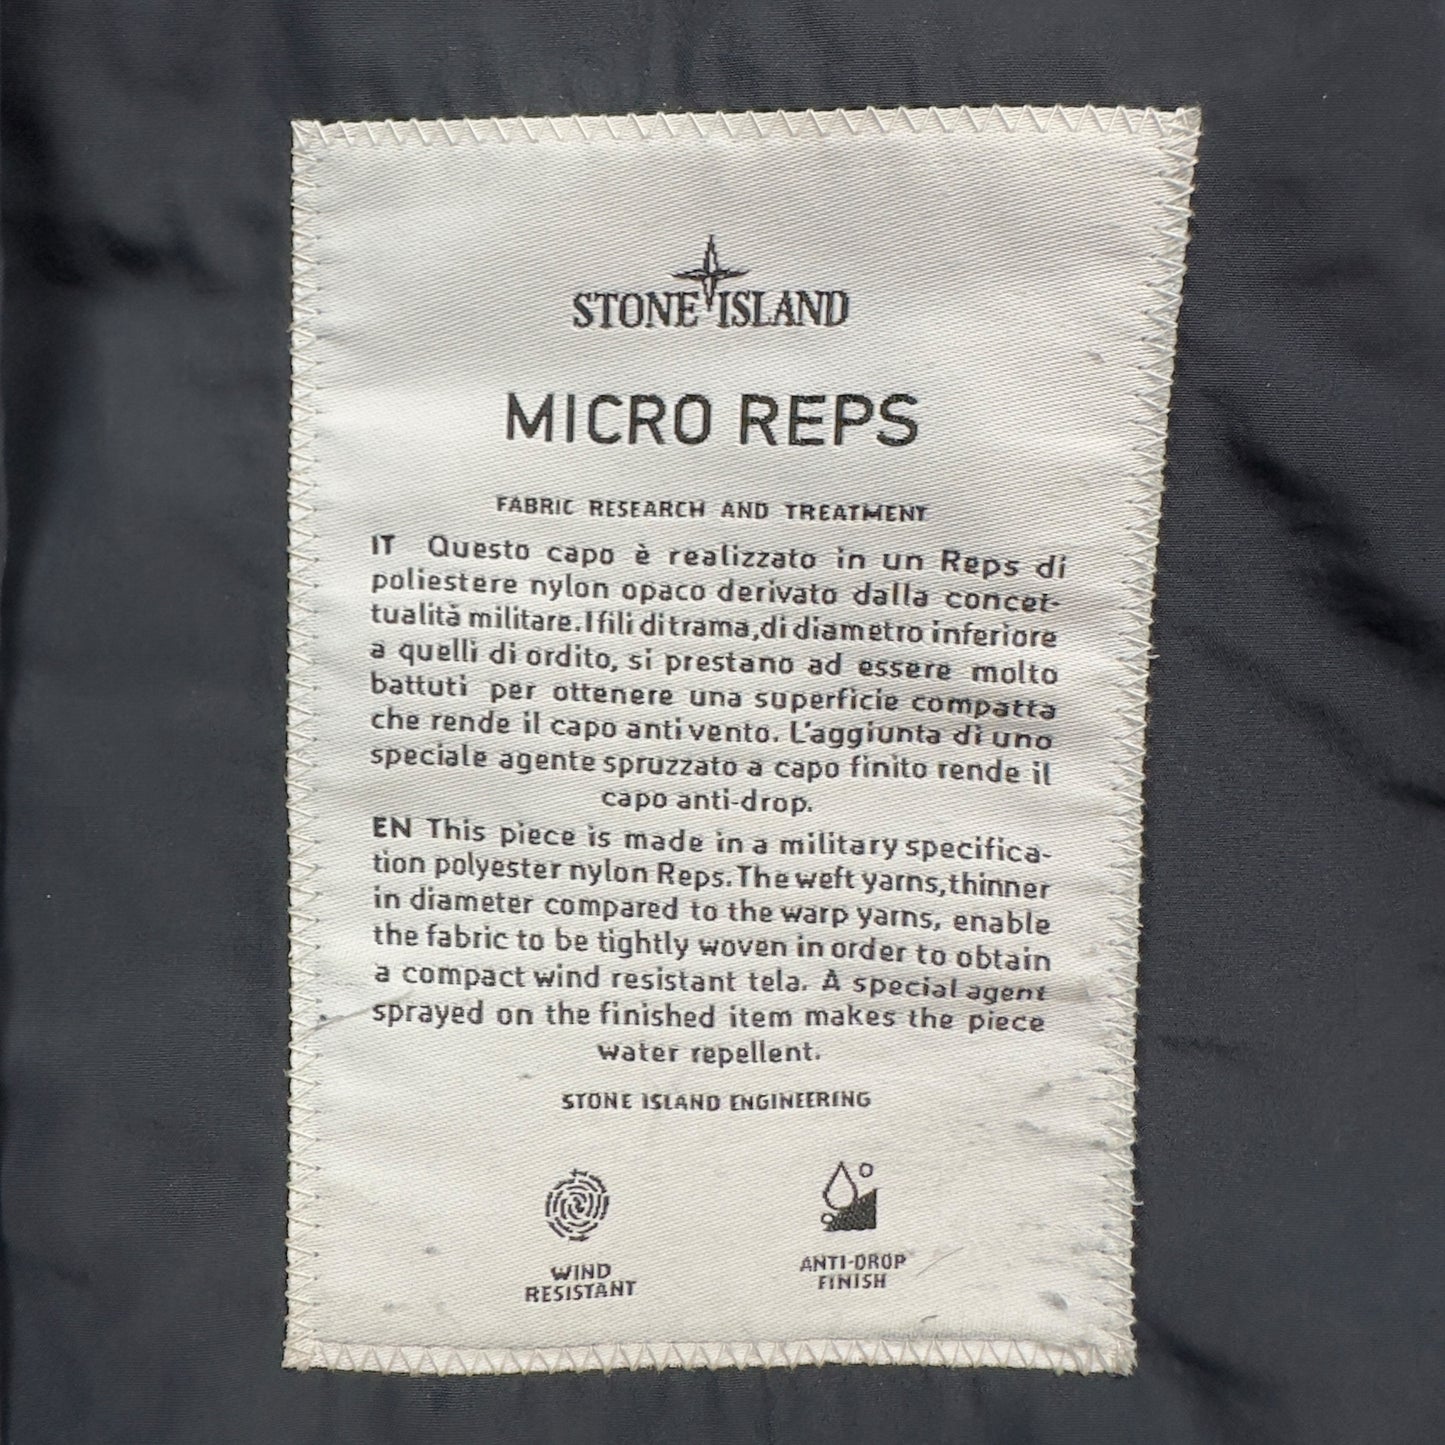 STONE ISLAND
MICRO REPS
FABRIC RESEARCH AND TREATMENT
IT Questo capo è realizzato in un Reps di
poliestere nylon opaco derivato dalla concet-
tualità militare. I fili di trama, di diametro inferiore
a quelli di ordito, si prestano ad essere molto
battuti per ottenere una superficie compatta
che rende il capo anti vento. L'aggiunta di uno
speciale agente spruzzato a capo finito rende il
capo anti-drop.
EN This piece is made in a military specifica-
tion polyester nylon Reps. The weft yarns, thinner
in diameter compared to the warp yarns, enable
the fabric to be tightly woven in order to obtain
a compact wind resistant tela. A special agent
sprayed on the finished item makes the piece
water repellent.
STONE ISLAND ENGINEERING
WIND
RESISTANT
ANTI-DROP
FINISH